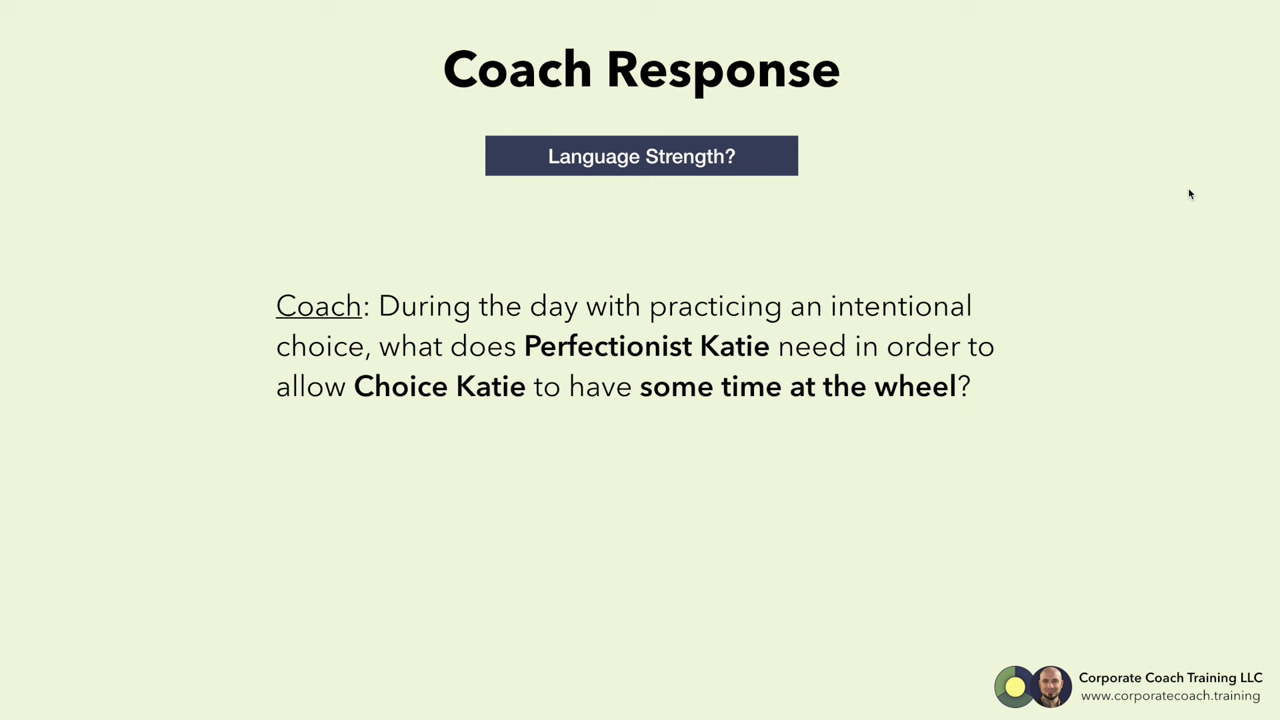 Coach Response
Language Strength?
Coach: During the day with practicing an intentional
choice, what does Perfectionist Katie need in order to
allow Choice Katie to have some time at the wheel?
Corporate Coach Training LLC
www.corporatecoach.training